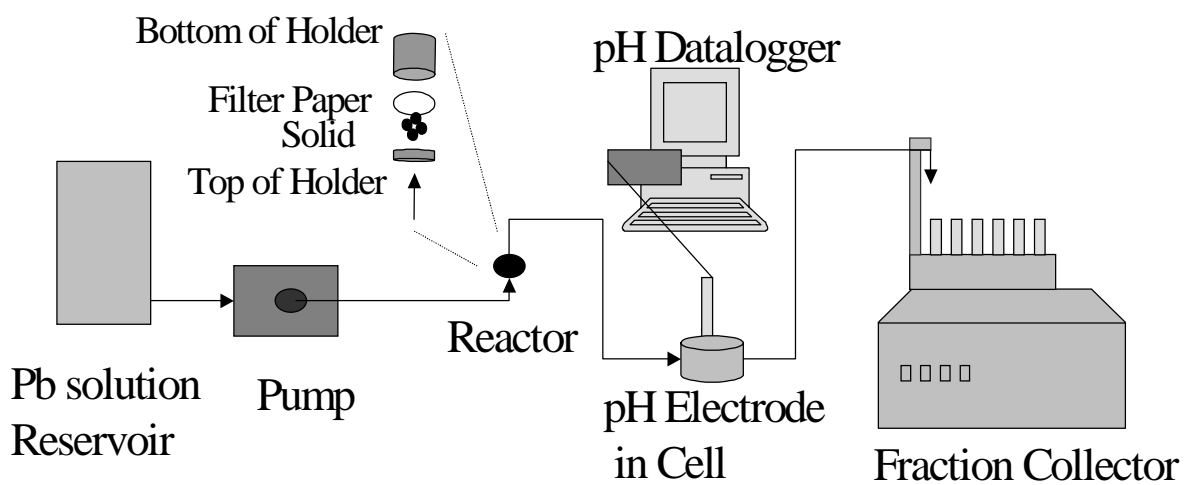 Bottom of Holder
Filter Paper
Solid
Top of Holder
pH Datalogger
Pb solution
Reservoir
Pump
Reactor
pH Electrode
in Cell
Fraction Collector